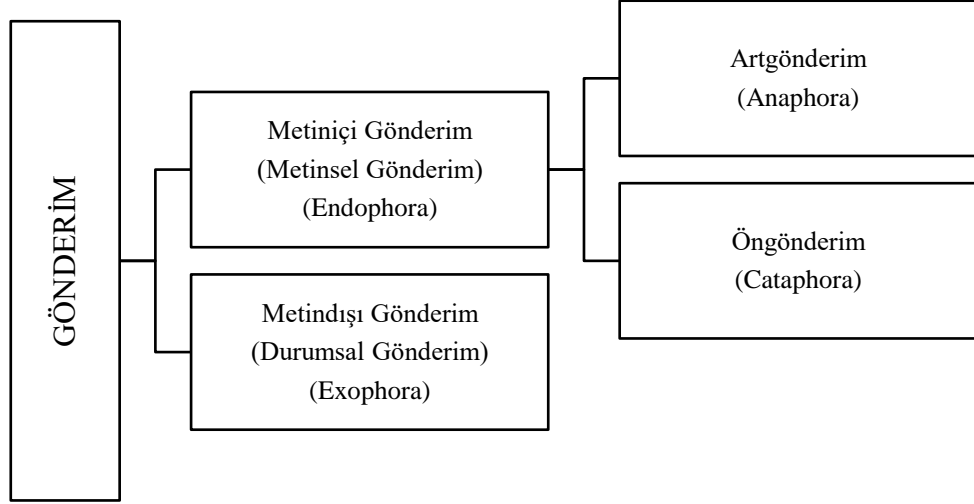 GÖNDERİM
Metiniçi Gönderim
(Metinsel Gönderim)
(Endophora)
Metindışı Gönderim
(Durumsal Gönderim)
(Exophora)
Artgönderim
(Anaphora)
Öngönderim
(Cataphora)